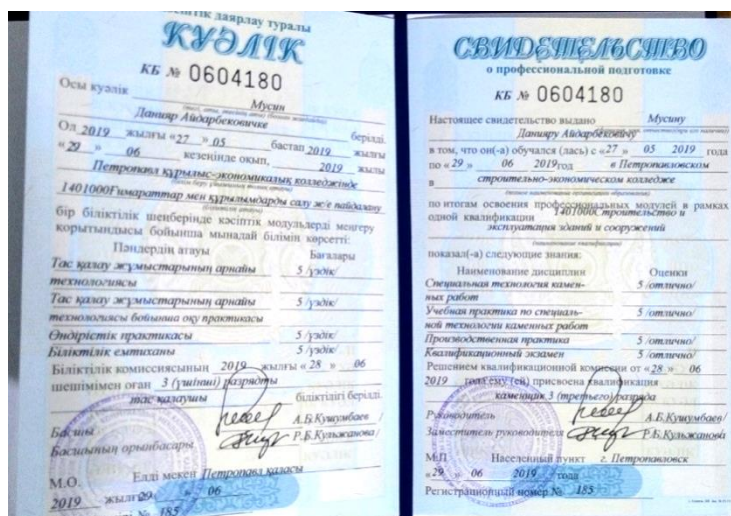 даярлау туралы
КУӘЛІК
КБ № 0604180
Осы куәлік Мусин
Данияр Айдарбековичке берілді.
Ол 2019 жылғы «27» 05 бастап 2019 жылғы
«29» 06 кезеңінде оқып, 2019 жылы
Петропавл құрылыс-экономикалық колледжінде
1401000Ғимараттар мен құрылымдарды салу ж/е пайдалану
бір біліктілік шеңберінде кәсіптік модульдерді меңгеру
қорытындысы бойынша мынадай білімін көрсетті:
Пәндердің атауы Бағалары
Тас қалау жұмыстарының арнайы 5 /үздік/
технологиясы
Тас қалау жұмыстарының арнайы 5 /үздік/
технологиясы бойынша оқу практикасы
Өндірістік практикасы 5 /үздік/
Біліктілік емтиханы 5 /үздік/
Біліктілік комиссиясының 2019 жылғы «28» 06
шешімімен оған 3 (үшінші) разрядты
тас қалаушы біліктілігі берілді.
Басшы А.Б.Кушумбаев /
Басшының орынбасары Р.Б.Кульжанова/
М.О. Елді мекен Петропавл қаласы
2019 жылғы «29» 06
№ 185
СВИДЕТЕЛЬСТВО
о профессиональной подготовке
КБ № 0604180
Настоящее свидетельство выдано Мусину
Данияру Айдарбековичу
в том, что он(-а) обучался (лась) с «27» 05 2019 года
по «29» 06 2019год в Петропавловском
в строительно-экономическом колледже
по итогам освоения профессиональных модулей в рамках
одной квалификации 1401000Строительство и
эксплуатация зданий и сооружений
показал(-а) следующие знания:
Наименование дисциплин Оценки
Специальная технология камен- 5 /отлично/
ных работ
Учебная практика по специаль- 5 /отлично/
ной технологии каменных работ
Производственная практика 5 /отлично/
Квалификационный экзамен 5 /отлично/
Решением квалификационной комиссии от «28» 06
2019 года ему (ей) присвоена квалификация
каменщик 3 (третьего) разряда
Руководитель А.Б.Кушумбаев
Заместитель руководителя Р.Б.Кульжанова
М.П Населенный пункт г. Петропавловск
«29» 06 2019 года
Регистрационный номер № 185